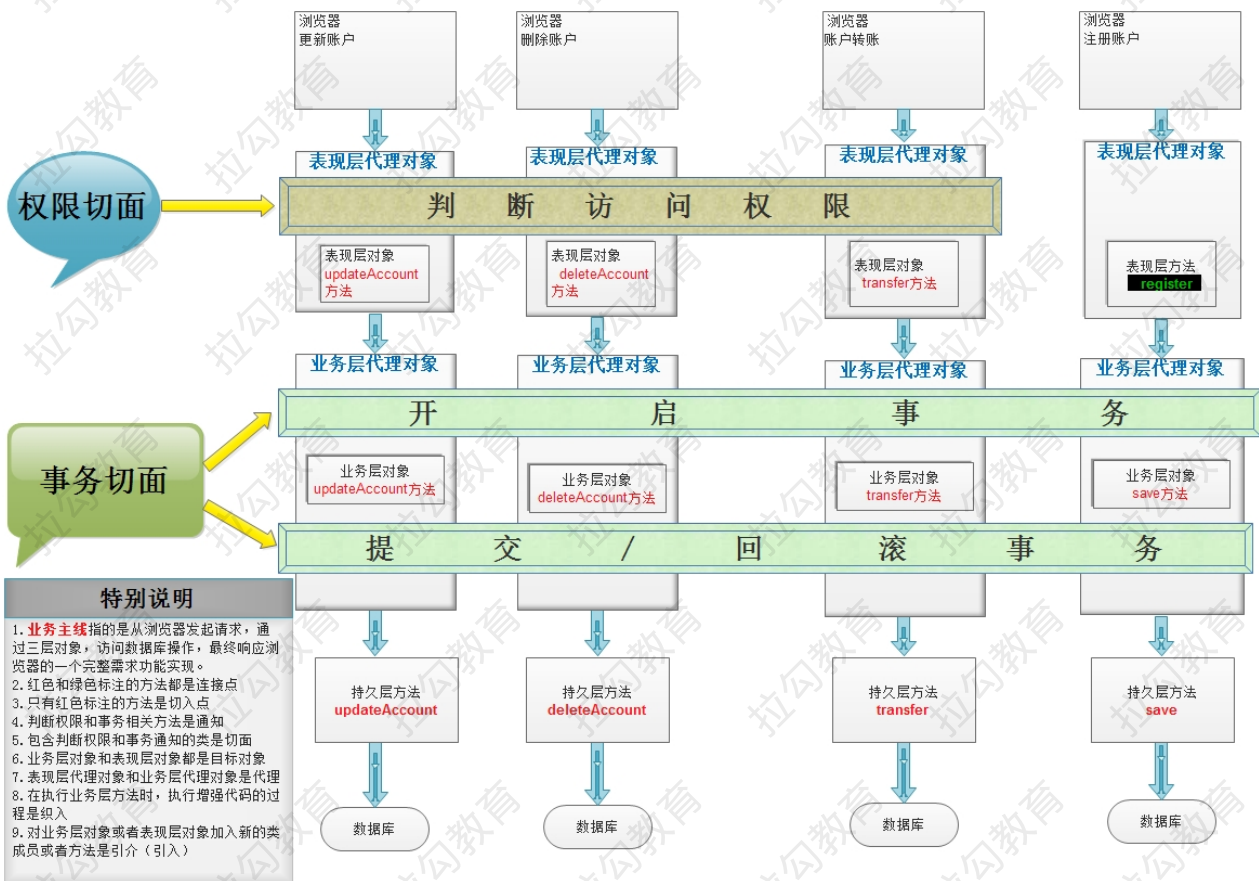 浏览器
更新账户
浏览器
删除账户
浏览器
账户转账
浏览器
注册账户
表现层代理对象
表现层代理对象
表现层代理对象
表现层代理对象
权限切面
判断访问权限
表现层对象
updateAccount
方法
表现层对象
deleteAccount
方法
表现层对象
transfer方法
表现层方法
register
业务层代理对象
业务层代理对象
业务层代理对象
业务层代理对象
开启事务
事务切面
业务层对象
updateAccount方法
业务层对象
deleteAccount方法
业务层对象
transfer方法
业务层对象
save方法
提交/回滚事务
特别说明
1.业务主线指的是从浏览器发起请求，通
过三层对象，访问数据库操作，最终响应浏
览器的一个完整需求功能实现。
2.红色和绿色标注的方法都是连接点
3.只有红色标注的方法是切入点
4.判断权限和事务相关方法是通知
5.包含判断权限和事务通知的类是切面
6.业务层对象和表现层对象都是目标对象
7.表现层代理对象和业务层代理对象是代理
8.在执行业务层方法时，执行增强代码的过
程是织入
9.对业务层对象或者表现层对象加入新的类
成员或者方法是引介（引入）
持久层方法
updateAccount
持久层方法
deleteAccount
持久层方法
transfer
持久层方法
save
数据库
数据库
数据库
数据库
拉勾教育